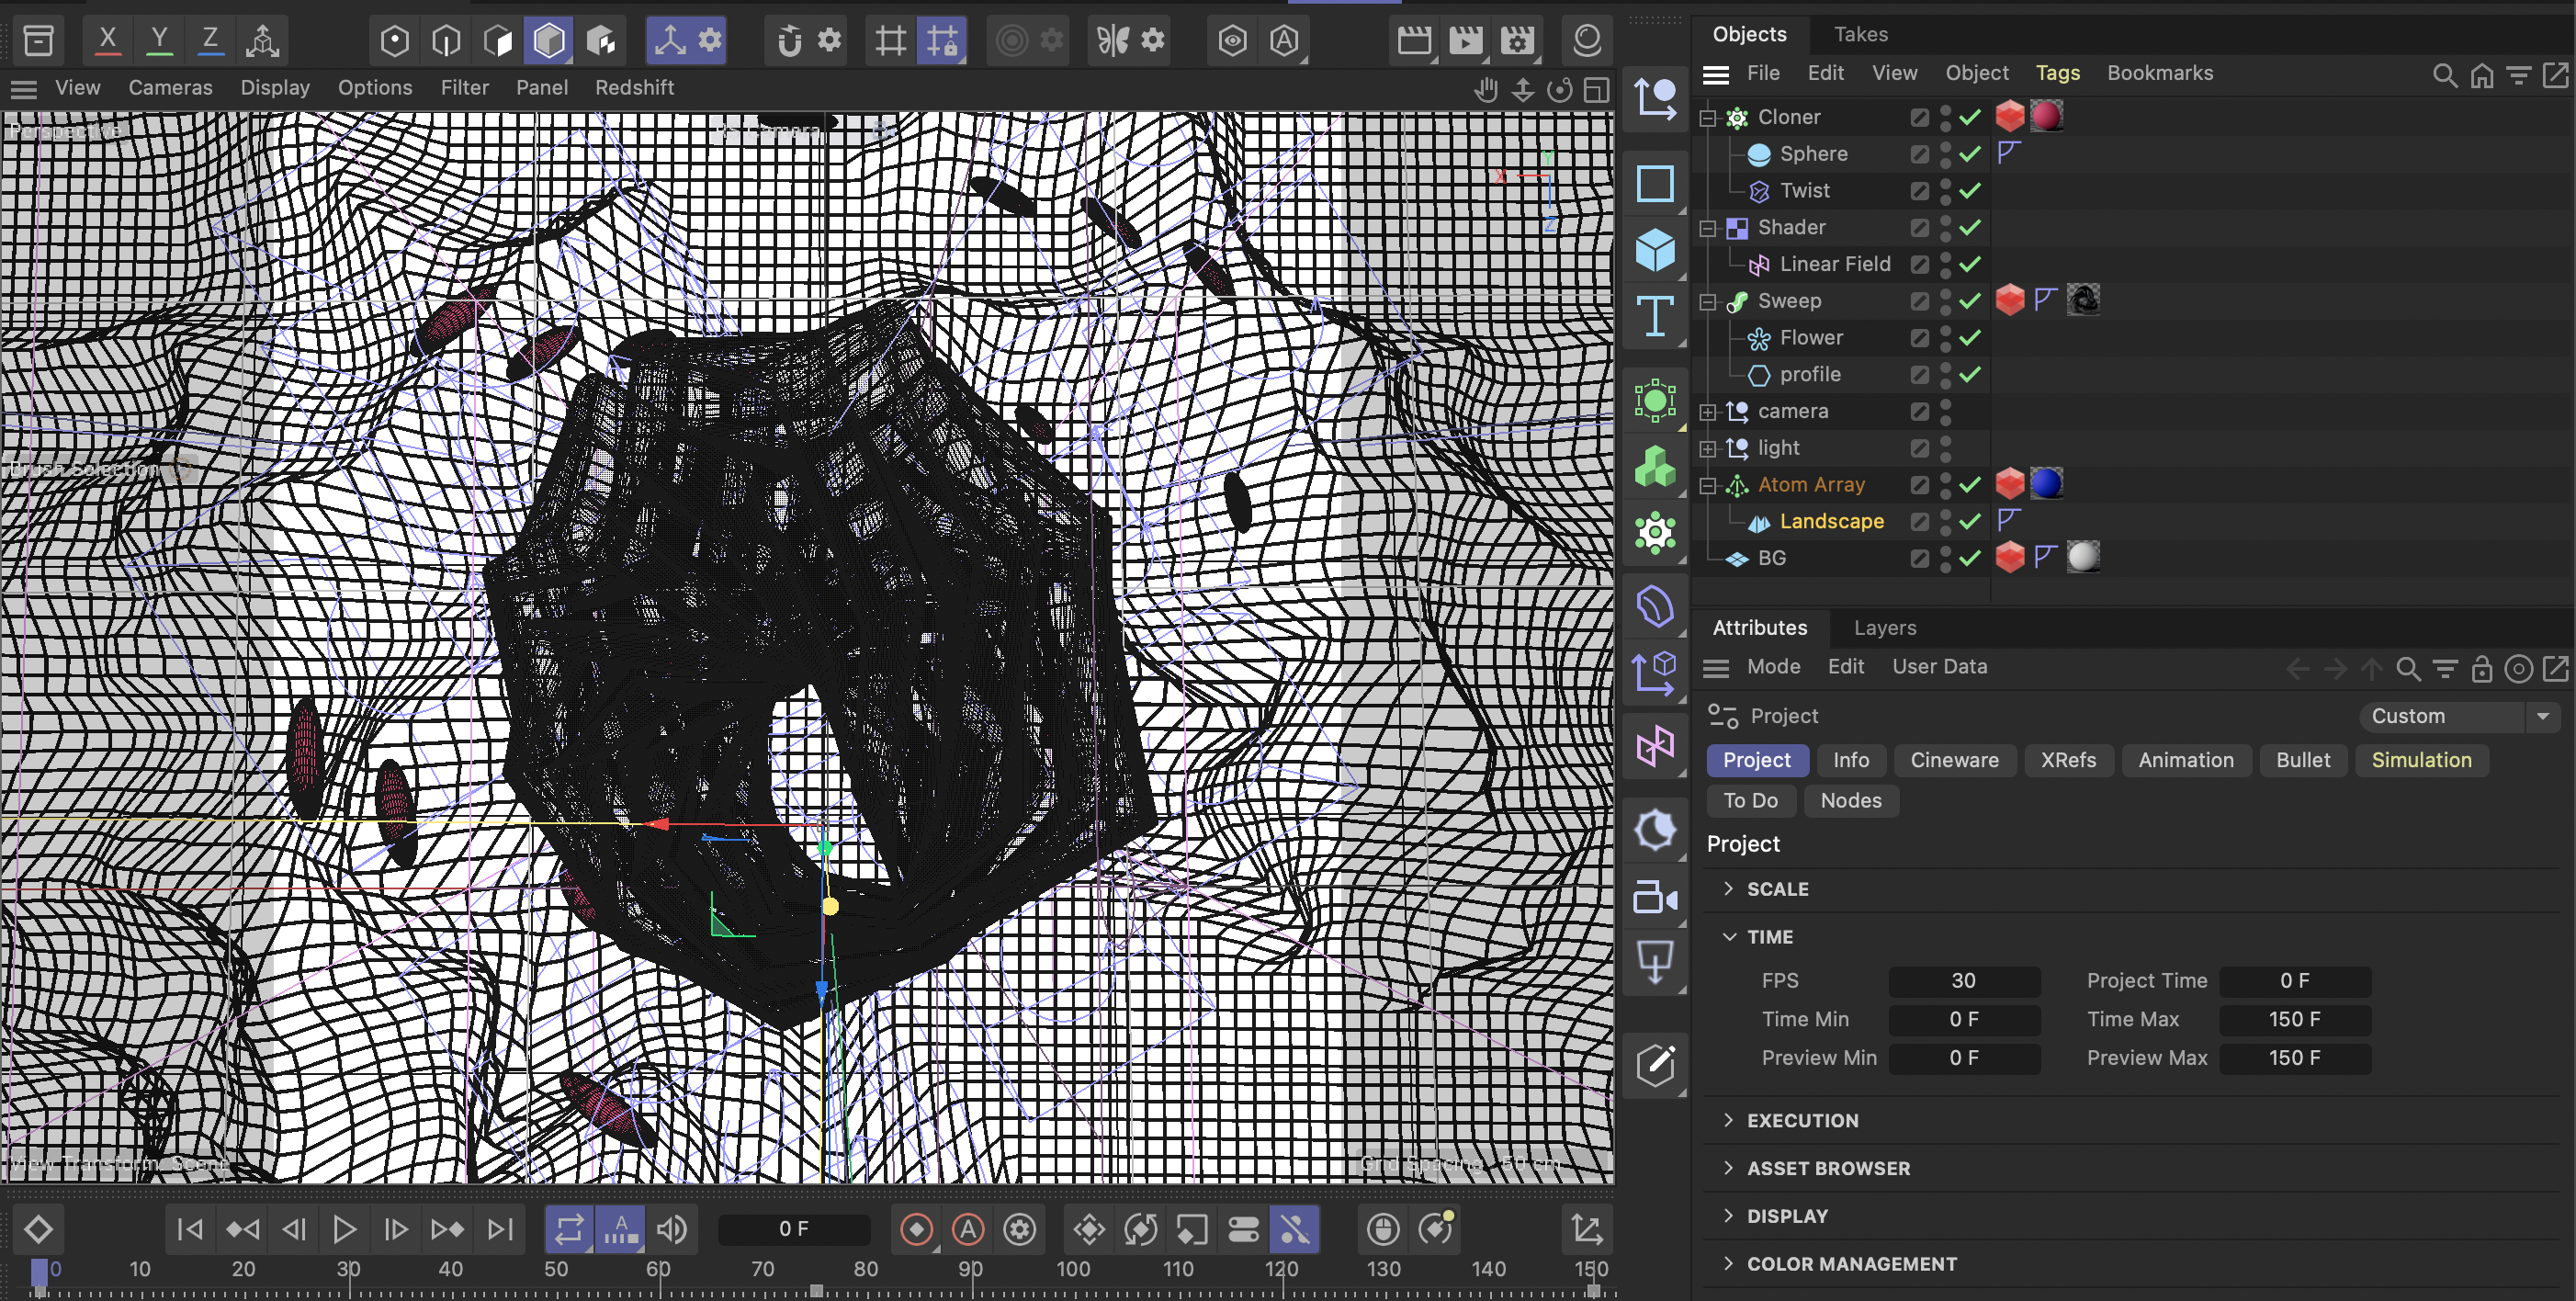 X Y Z
View Cameras Display Options Filter Panel Redshift
Perspective
RS Camera
Y
X
Z
Brush Selection
View Transform: Scene
Grid Spacing : 50 cm
T
Objects Takes
File Edit View Object Tags Bookmarks
Cloner
Sphere
Twist
Shader
Linear Field
Sweep
Flower
profile
camera
light
Atom Array
Landscape
BG
Attributes Layers
Mode Edit User Data
Project Custom
Project Info Cineware XRefs Animation Bullet Simulation
To Do Nodes
Project
SCALE
TIME
FPS 30 Project Time 0 F
Time Min 0 F Time Max 150 F
Preview Min 0 F Preview Max 150 F
EXECUTION
ASSET BROWSER
DISPLAY
COLOR MANAGEMENT
A 0 F A
0 10 20 30 40 50 60 70 80 90 100 110 120 130 140 150